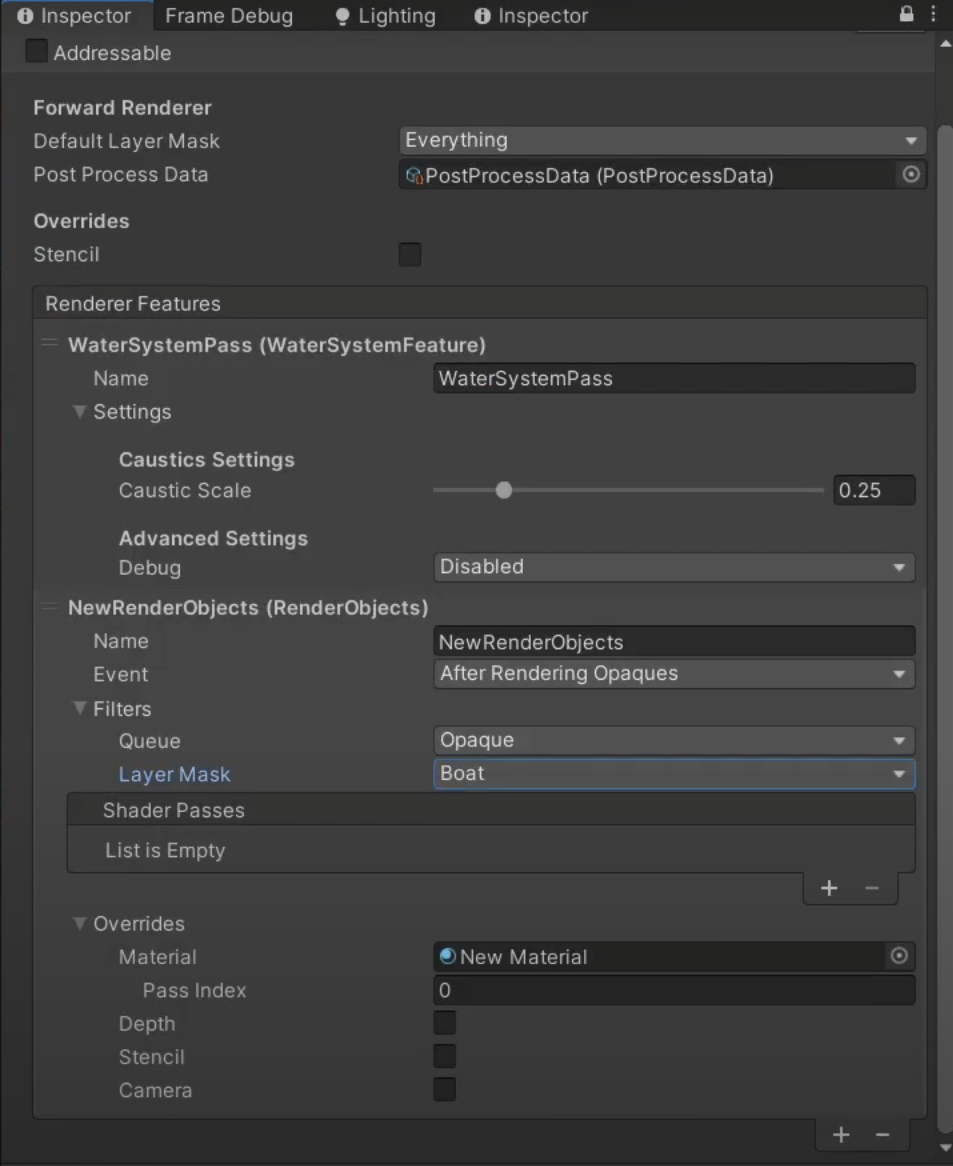 Inspector Frame Debug Lighting Inspector
Addressable
Forward Renderer
Default Layer Mask Everything
Post Process Data PostProcessData (PostProcessData)
Overrides
Stencil
Renderer Features
WaterSystemPass (WaterSystemFeature)
Name WaterSystemPass
Settings
Caustics Settings
Caustic Scale 0.25
Advanced Settings
Debug Disabled
NewRenderObjects (RenderObjects)
Name NewRenderObjects
Event After Rendering Opaques
Filters
Queue Opaque
Layer Mask Boat
Shader Passes
List is Empty
+ −
Overrides
Material New Material
Pass Index 0
Depth
Stencil
Camera
+ −